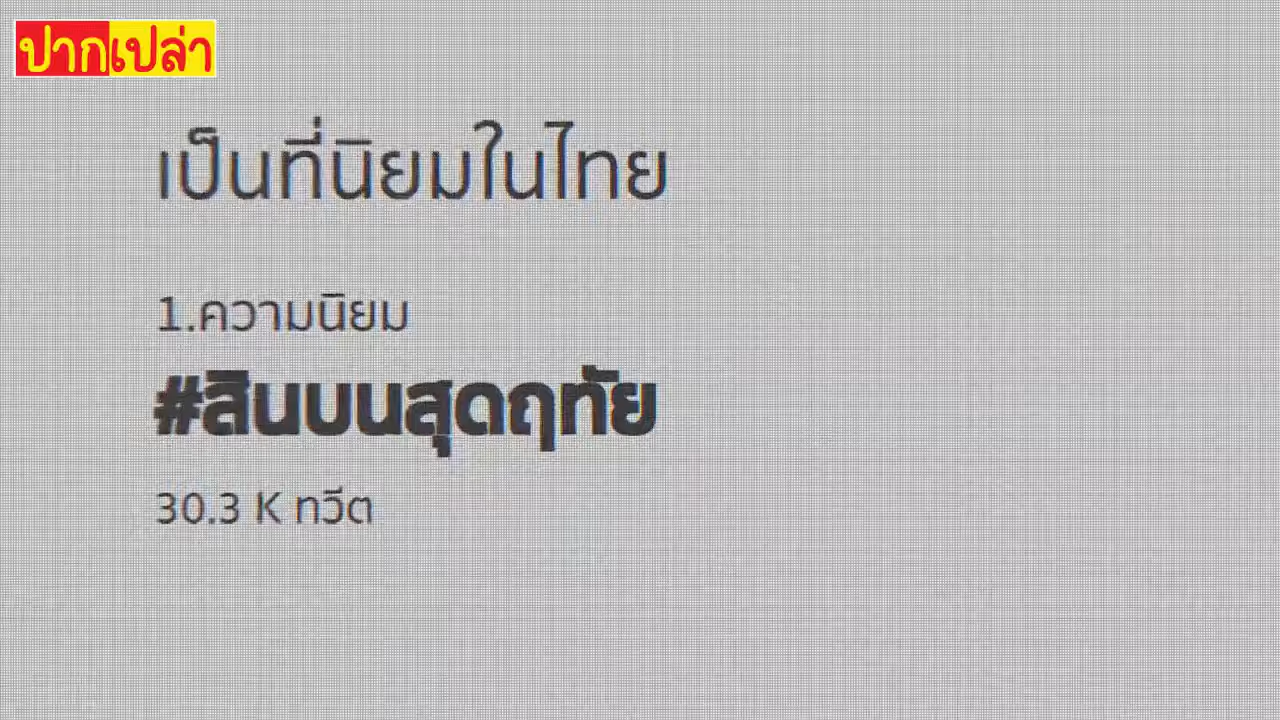 ปากเปล่า
เป็นที่นิยมในไทย
1.ความนิยม
#สินบนสุดฤทัย
30.3 K ทวีต